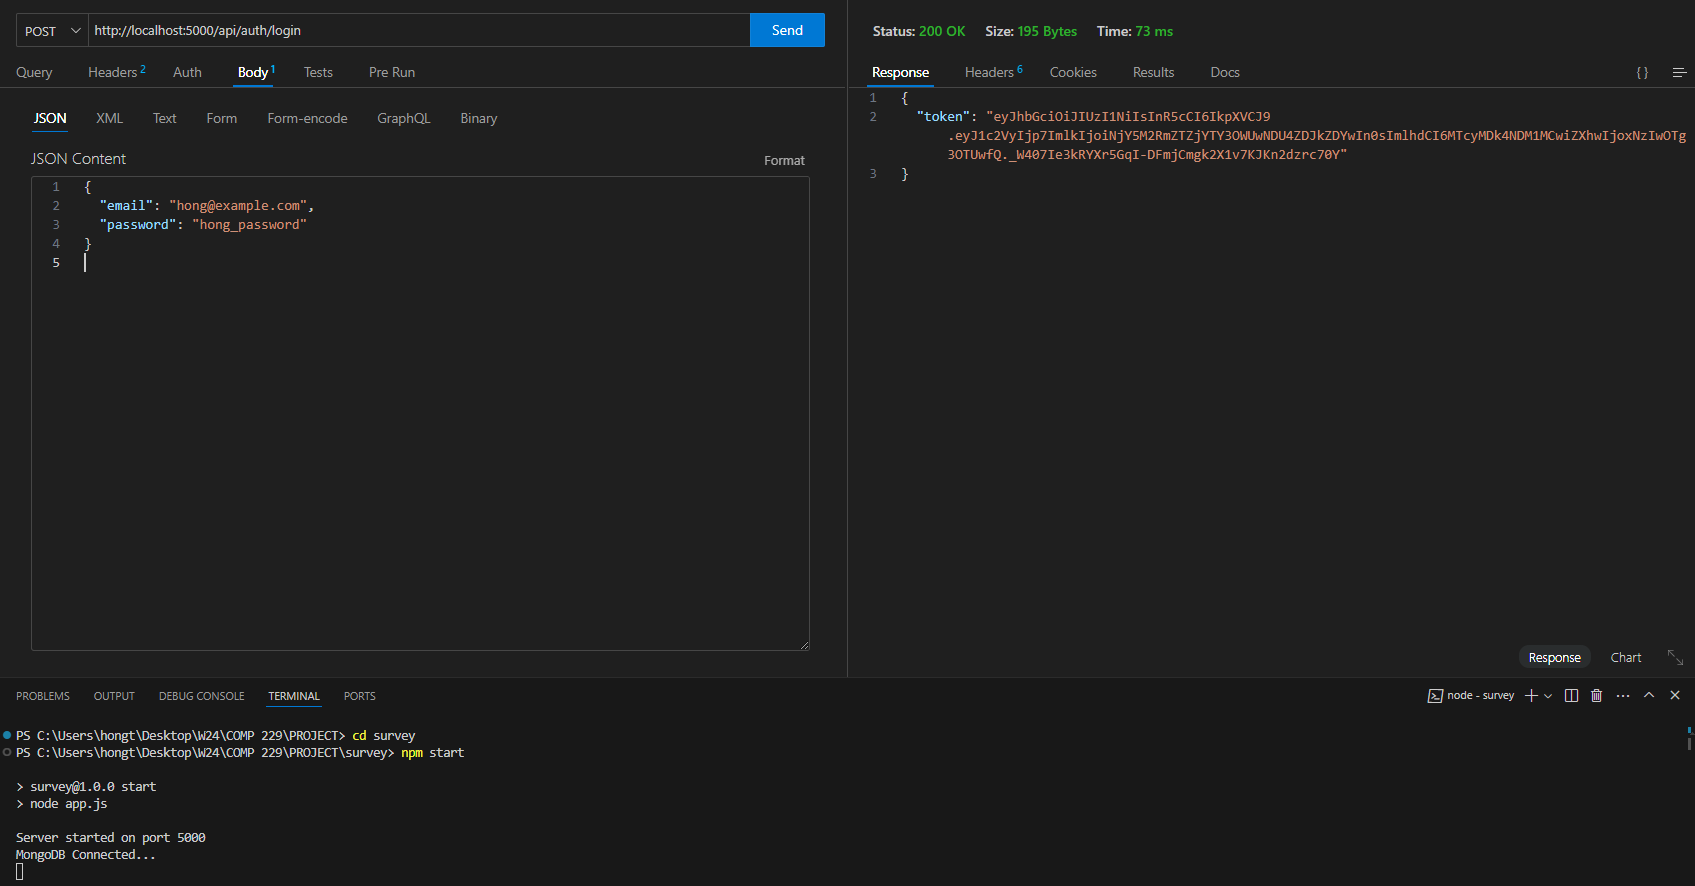 POST http://localhost:5000/api/auth/login Send
Query Headers 2 Auth Body 1 Tests Pre Run
JSON XML Text Form Form-encode GraphQL Binary
JSON Content Format
1 {
2 "email": "hong@example.com",
3 "password": "hong_password"
4 }
5
Status: 200 OK Size: 195 Bytes Time: 73 ms
Response Headers 6 Cookies Results Docs { }
1 {
2 "token": "eyJhbGciOiJIUzI1NiIsInR5cCI6IkpXVCJ9
.eyJ1c2VyIjp7ImlkIjoiNjY5M2RmZTZjYTY3OWUwNDU4ZDJkZDYwIn0sImlhdCI6MTcyMDk4NDM1MCwiZXhwIjoxNzIwOTg
3OTUwfQ._W407Ie3kRYXr5GqI-DFmjCmgk2X1v7KJKn2dzrc70Y"
3 }
Response Chart
PROBLEMS OUTPUT DEBUG CONSOLE TERMINAL PORTS
node - survey
PS C:\Users\hongt\Desktop\W24\COMP 229\PROJECT> cd survey
PS C:\Users\hongt\Desktop\W24\COMP 229\PROJECT\survey> npm start
> survey@1.0.0 start
> node app.js
Server started on port 5000
MongoDB Connected...